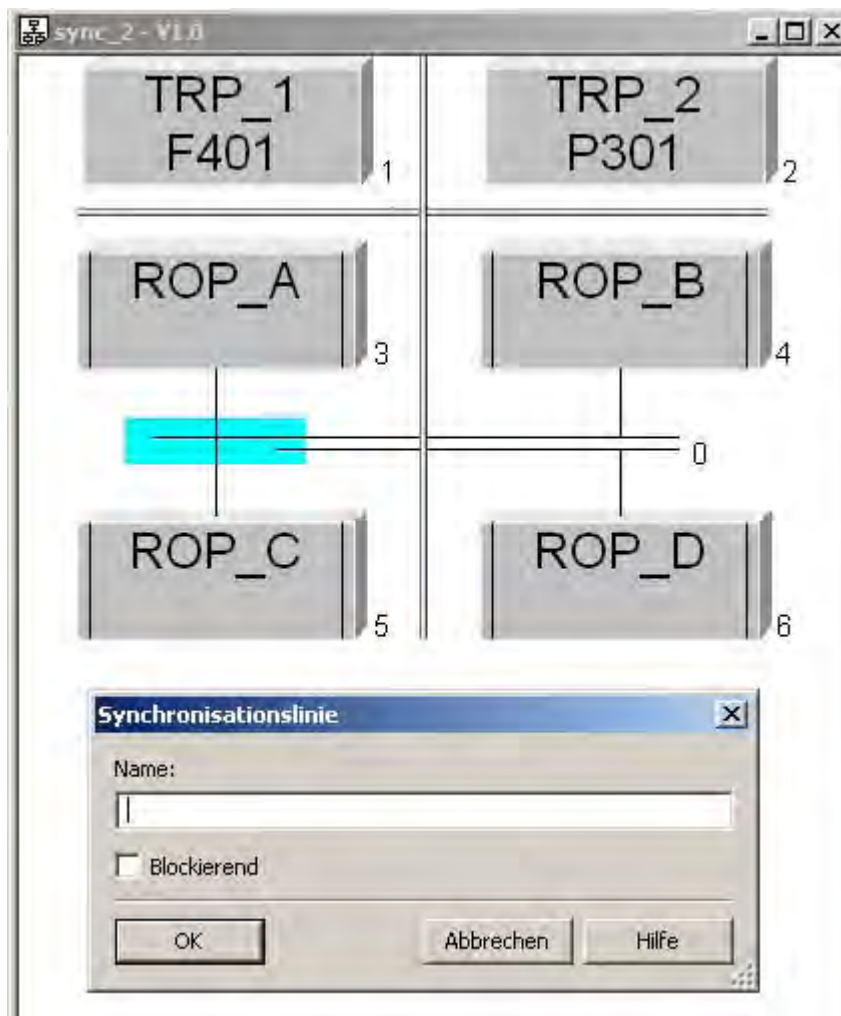 sync_2 - V1.0
TRP_1
F401
1
TRP_2
P301
2
ROP_A
3
ROP_B
4
0
ROP_C
5
ROP_D
6
Synchronisationslinie
Name:
Blockierend
OK
Abbrechen
Hilfe